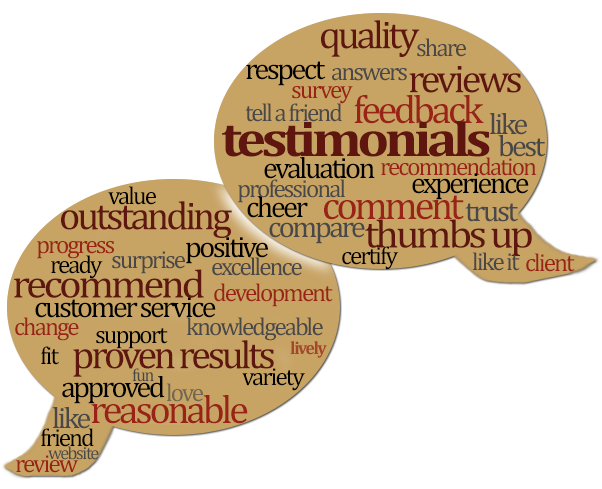 quality share
respect answers reviews
survey
tell a friend feedback like
testimonials best
evaluation recommendation
professional experience
cheer comment trust
compare thumbs up
certify like it client
value
outstanding
progress positive
ready surprise excellence
recommend development
customer service
change support knowledgeable
fit proven results lively
fun variety
approved love
like reasonable
friend
website
review